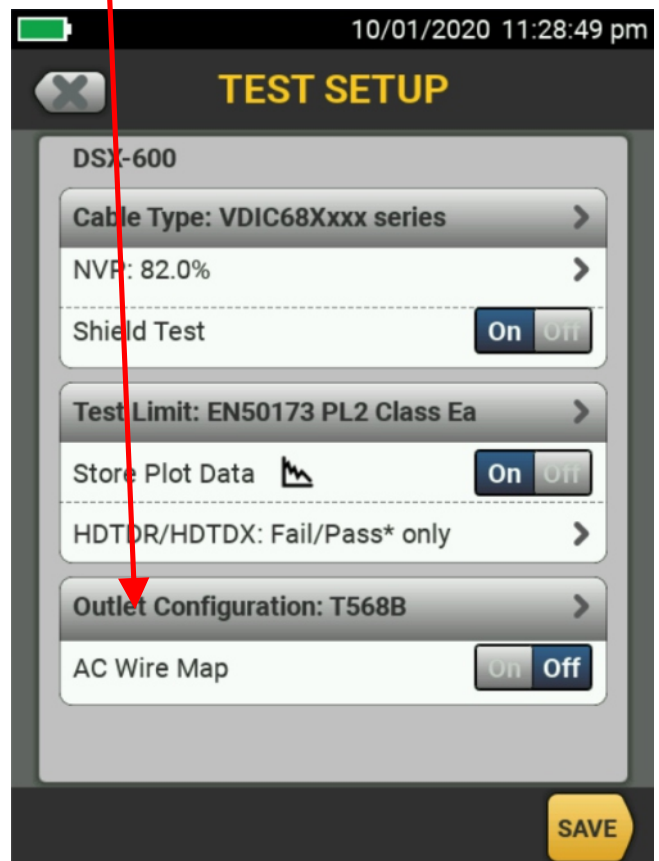 10/01/2020 11:28:49 pm
TEST SETUP
DSX-600
Cable Type: VDIC68Xxxx series
NVP: 82.0%
Shield Test On Off
Test Limit: EN50173 PL2 Class Ea
Store Plot Data On Off
HDTDR/HDTDX: Fail/Pass* only
Outlet Configuration: T568B
AC Wire Map On Off
SAVE